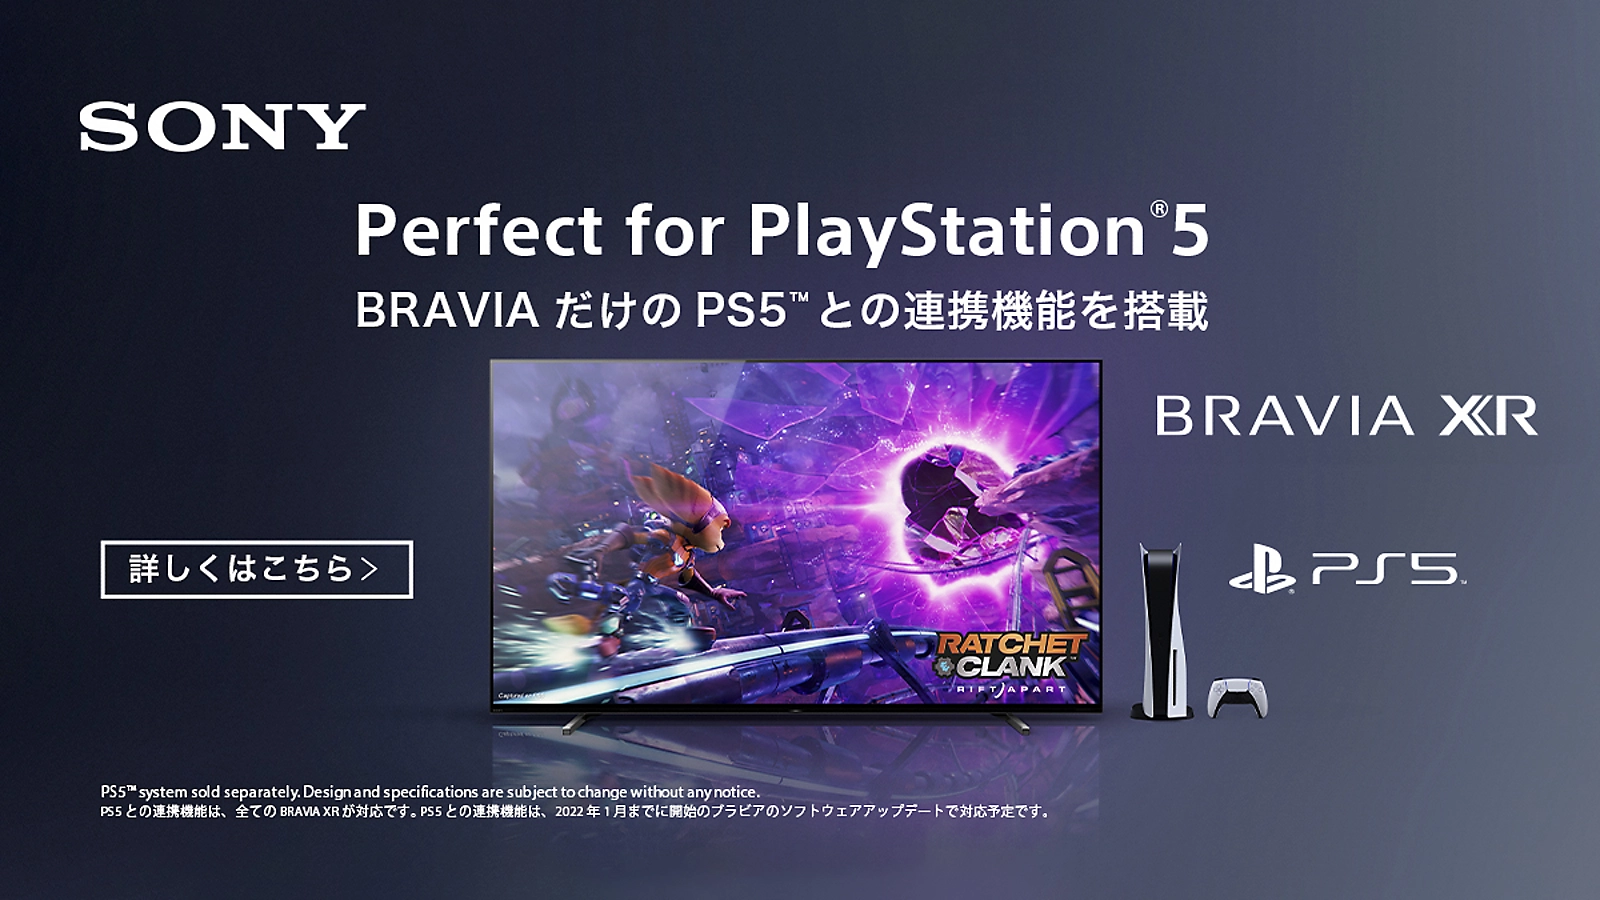 SONY
Perfect for PlayStation®5
BRAVIA だけの PS5™ との連携機能を搭載
BRAVIA XR
詳しくはこちら＞
PS5™
RATCHET
CLANK™
RIFT APART
PS5™ system sold separately. Design and specifications are subject to change without any notice.
PS5 との連携機能は、全ての BRAVIA XR が対応です。PS5 との連携機能は、2022 年 1 月までに開始のブラビアのソフトウェアアップデートで対応予定です。